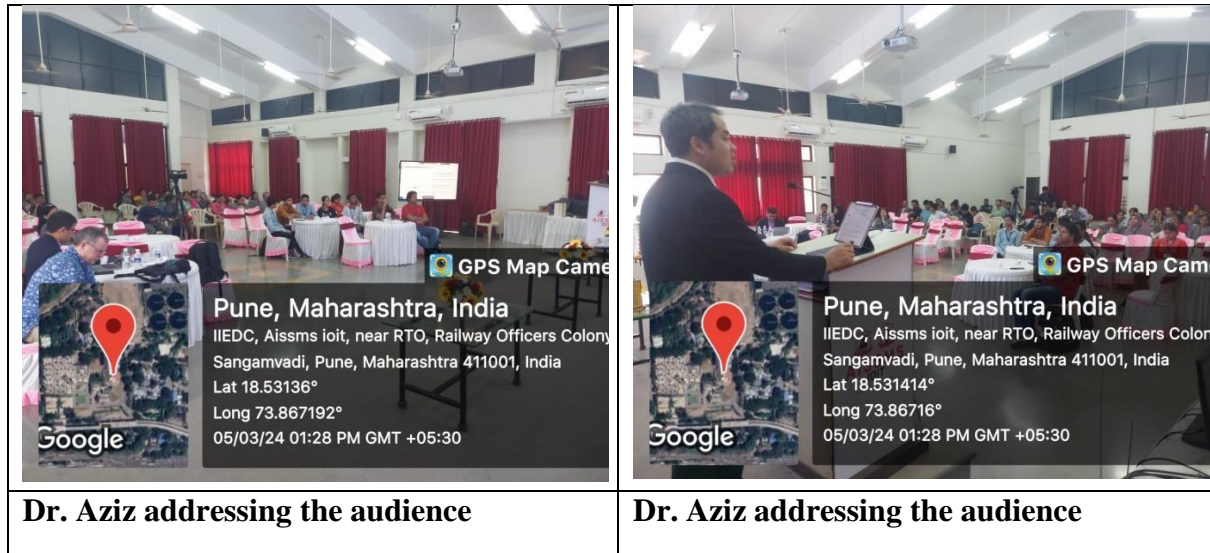 GPS Map Came
Pune, Maharashtra, India
IIEDC, Aissms ioit, near RTO, Railway Officers Colony
Sangamvadi, Pune, Maharashtra 411001, India
Lat 18.53136°
Long 73.867192°
05/03/24 01:28 PM GMT +05:30
Google
GPS Map Cam
Pune, Maharashtra, India
IIEDC, Aissms ioit, near RTO, Railway Officers Colon
Sangamvadi, Pune, Maharashtra 411001, India
Lat 18.531414°
Long 73.86716°
05/03/24 01:28 PM GMT +05:30
Google
Dr. Aziz addressing the audience
Dr. Aziz addressing the audience